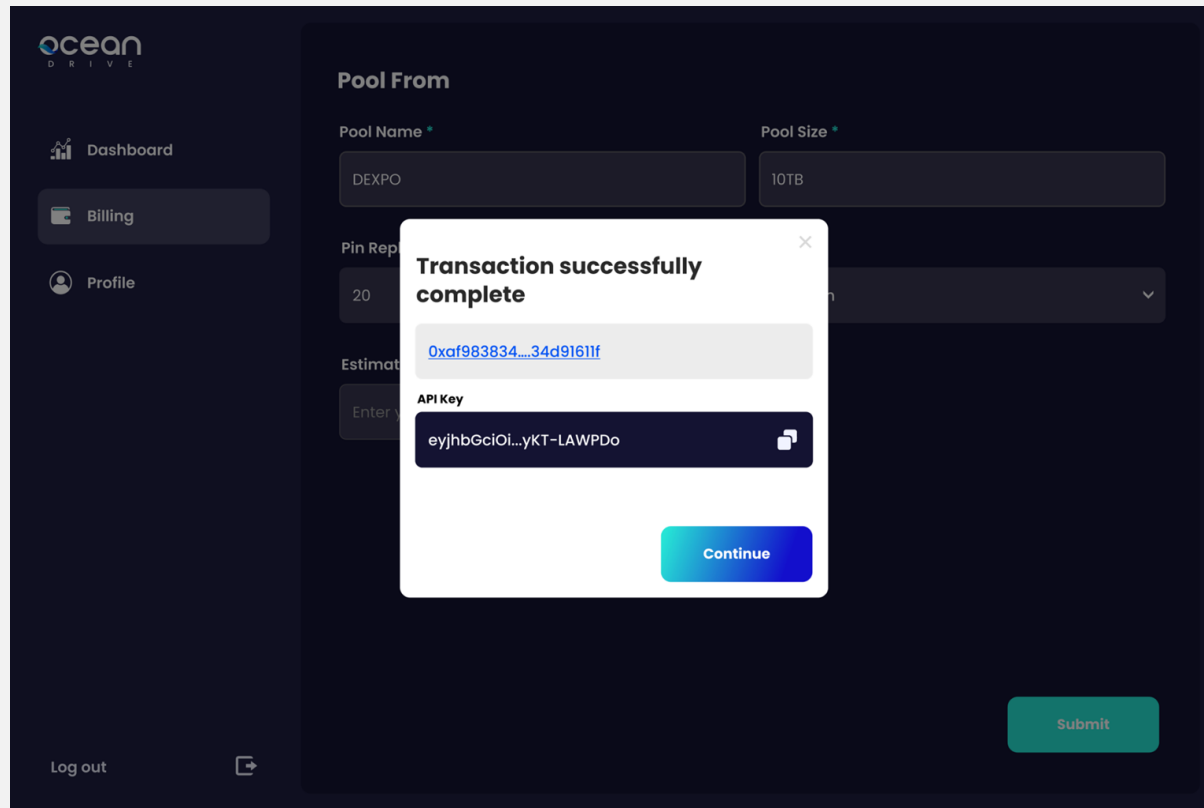 ocean
DRIVE
Dashboard
Billing
Profile
Log out
Pool From
Pool Name *
Pool Size *
DEXPO
10TB
Pin Repl
20
Estimat
Enter y
Transaction successfully
complete
0xaf983834....34d91611f
API Key
eyjhbGciOi...yKT-LAWPDo
Continue
Submit